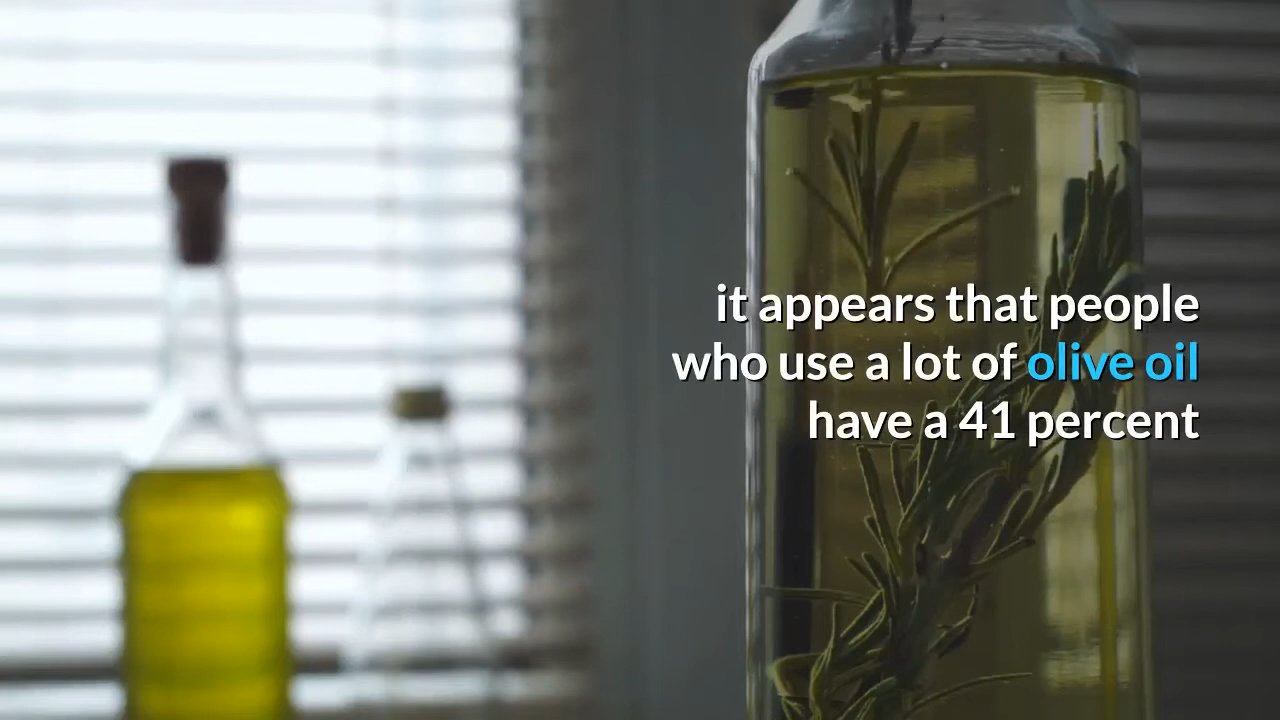 it appears that people
who use a lot of olive oil
have a 41 percent